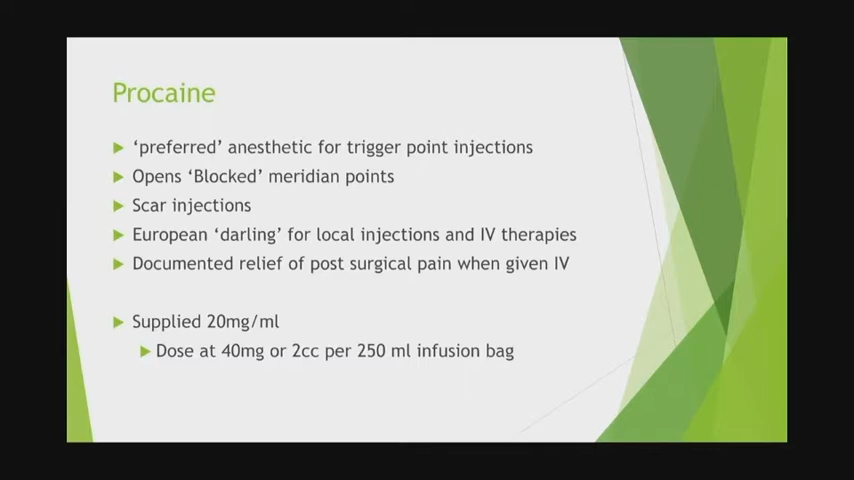 Procaine
‘preferred’ anesthetic for trigger point injections
Opens ‘Blocked’ meridian points
Scar injections
European ‘darling’ for local injections and IV therapies
Documented relief of post surgical pain when given IV
Supplied 20mg/ml
Dose at 40mg or 2cc per 250 ml infusion bag